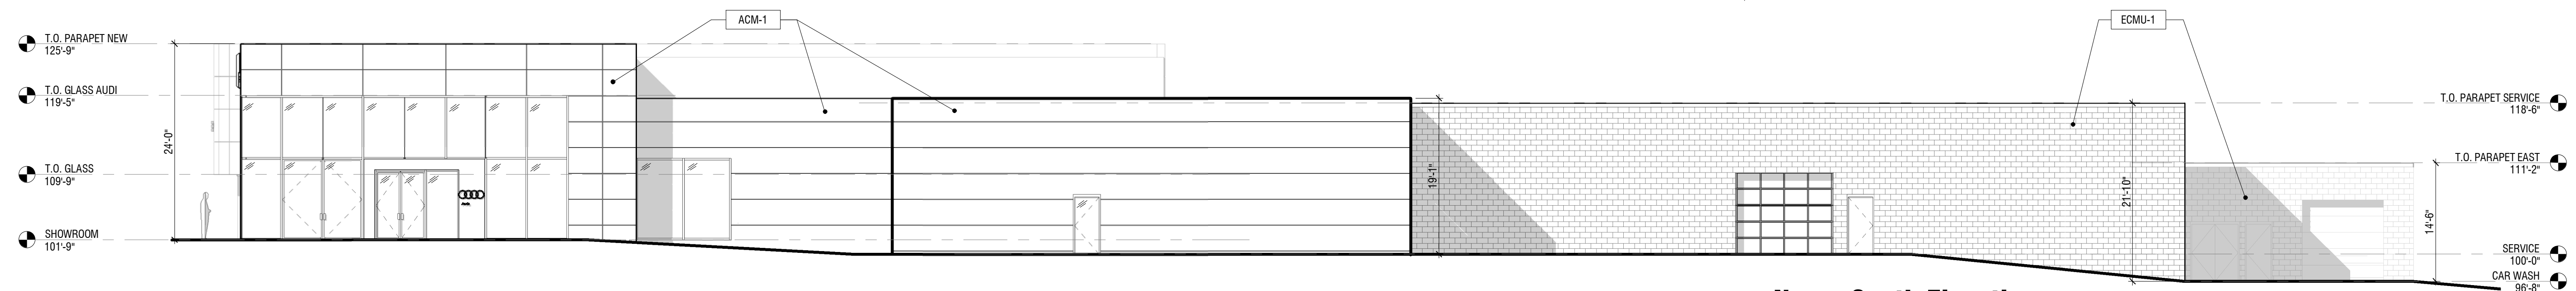 T.O. PARAPET NEW
125'-9"
T.O. GLASS AUDI
119'-5"
T.O. GLASS
109'-9"
SHOWROOM
101'-9"
24'-0"
ACM-1
19'-1"
ECMU-1
21'-10"
14'-6"
T.O. PARAPET SERVICE
118'-6"
T.O. PARAPET EAST
111'-2"
SERVICE
100'-0"
CAR WASH
96'-8"